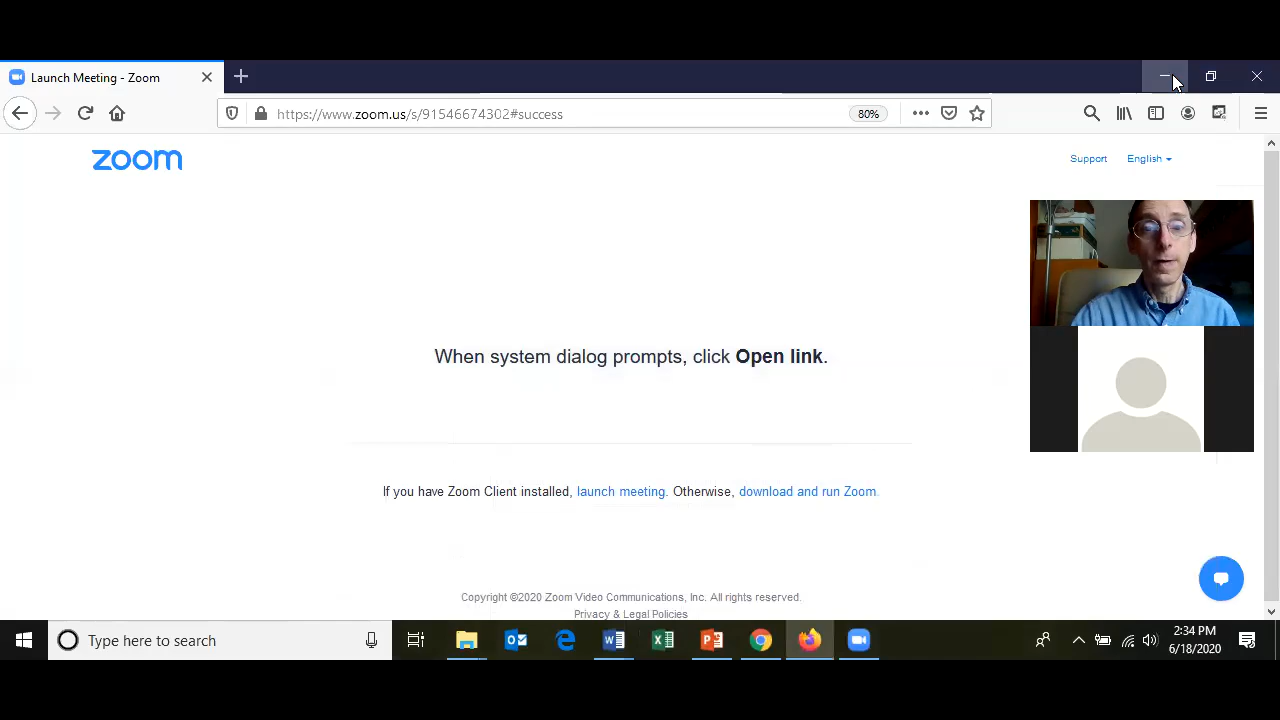 Launch Meeting - Zoom
https://www.zoom.us/s/91546674302#success
80%
zoom
Support
English
When system dialog prompts, click Open link.
If you have Zoom Client installed, launch meeting. Otherwise, download and run Zoom.
Copyright ©2020 Zoom Video Communications, Inc. All rights reserved.
Privacy & Legal Policies
Type here to search
2:34 PM
6/18/2020